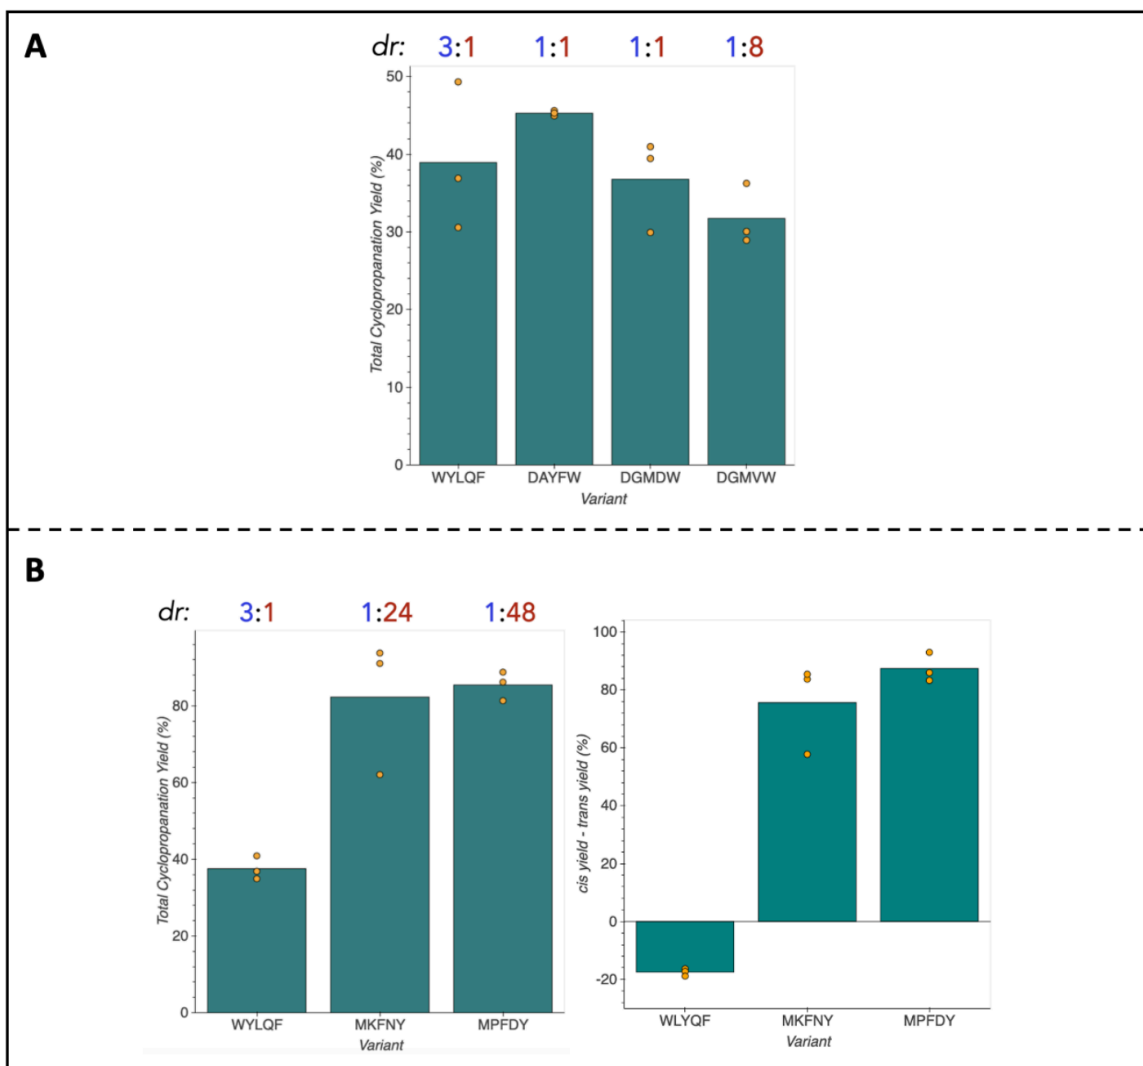 A
dr: 3:1 1:1 1:1 1:8
Total Cyclopropanation Yield (%)
50
40
30
20
10
0
WYLQF DAYFW DGMDW DGMVW
Variant
B
dr: 3:1 1:24 1:48
Total Cyclopropanation Yield (%)
80
60
40
20
0
WYLQF MKFNY MPFDY
Variant
cis yield - trans yield (%)
100
80
60
40
20
0
-20
WLYQF MKFNY MPFDY
Variant